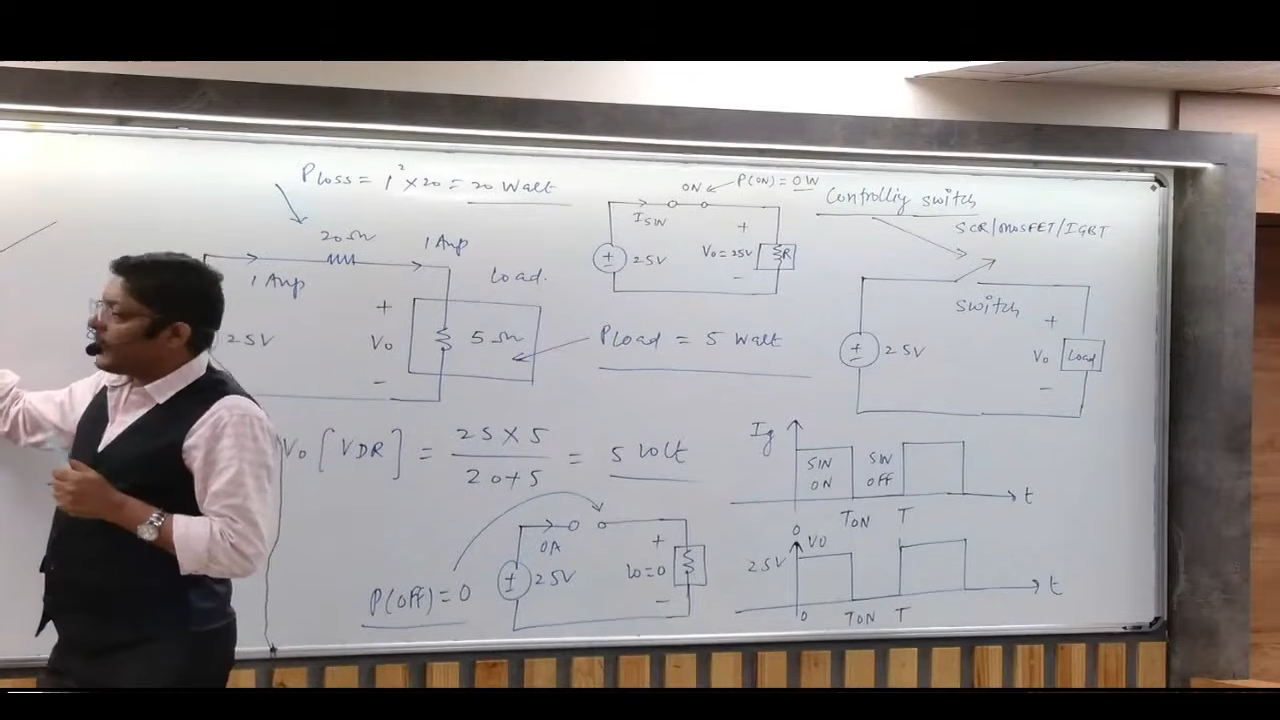 PLoss = 1² × 20 = 20 Watt
20 Ω
1 Amp
1 Amp
Load.
25V
+
Vo
−
5 Ω
PLoad = 5 Watt
Vo [VDR] = 25 × 5 / 20 + 5 = 5 Volt
ON
P(ON) = 0W
ISW
25V
+
Vo = 25V
−
R
Controlling switch
SCR/MOSFET/IGBT
switch
25V
+
Vo
−
Load
P(OFF) = 0
0A
25V
+
Vo = 0
−
Ig
SW ON
SW OFF
0
TON
T
t
Vo
25V
0
TON
T
t